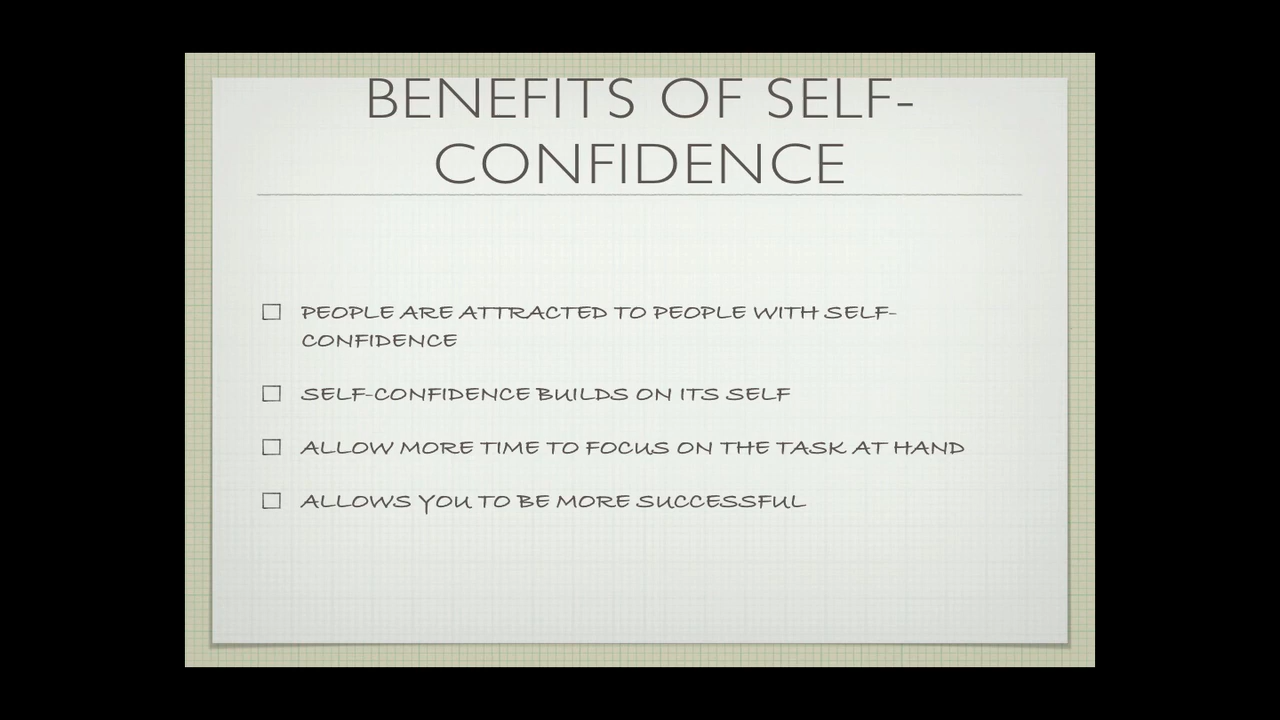 BENEFITS OF SELF-
CONFIDENCE
PEOPLE ARE ATTRACTED TO PEOPLE WITH SELF-
CONFIDENCE
SELF-CONFIDENCE BUILDS ON ITS SELF
ALLOW MORE TIME TO FOCUS ON THE TASK AT HAND
ALLOWS YOU TO BE MORE SUCCESSFUL